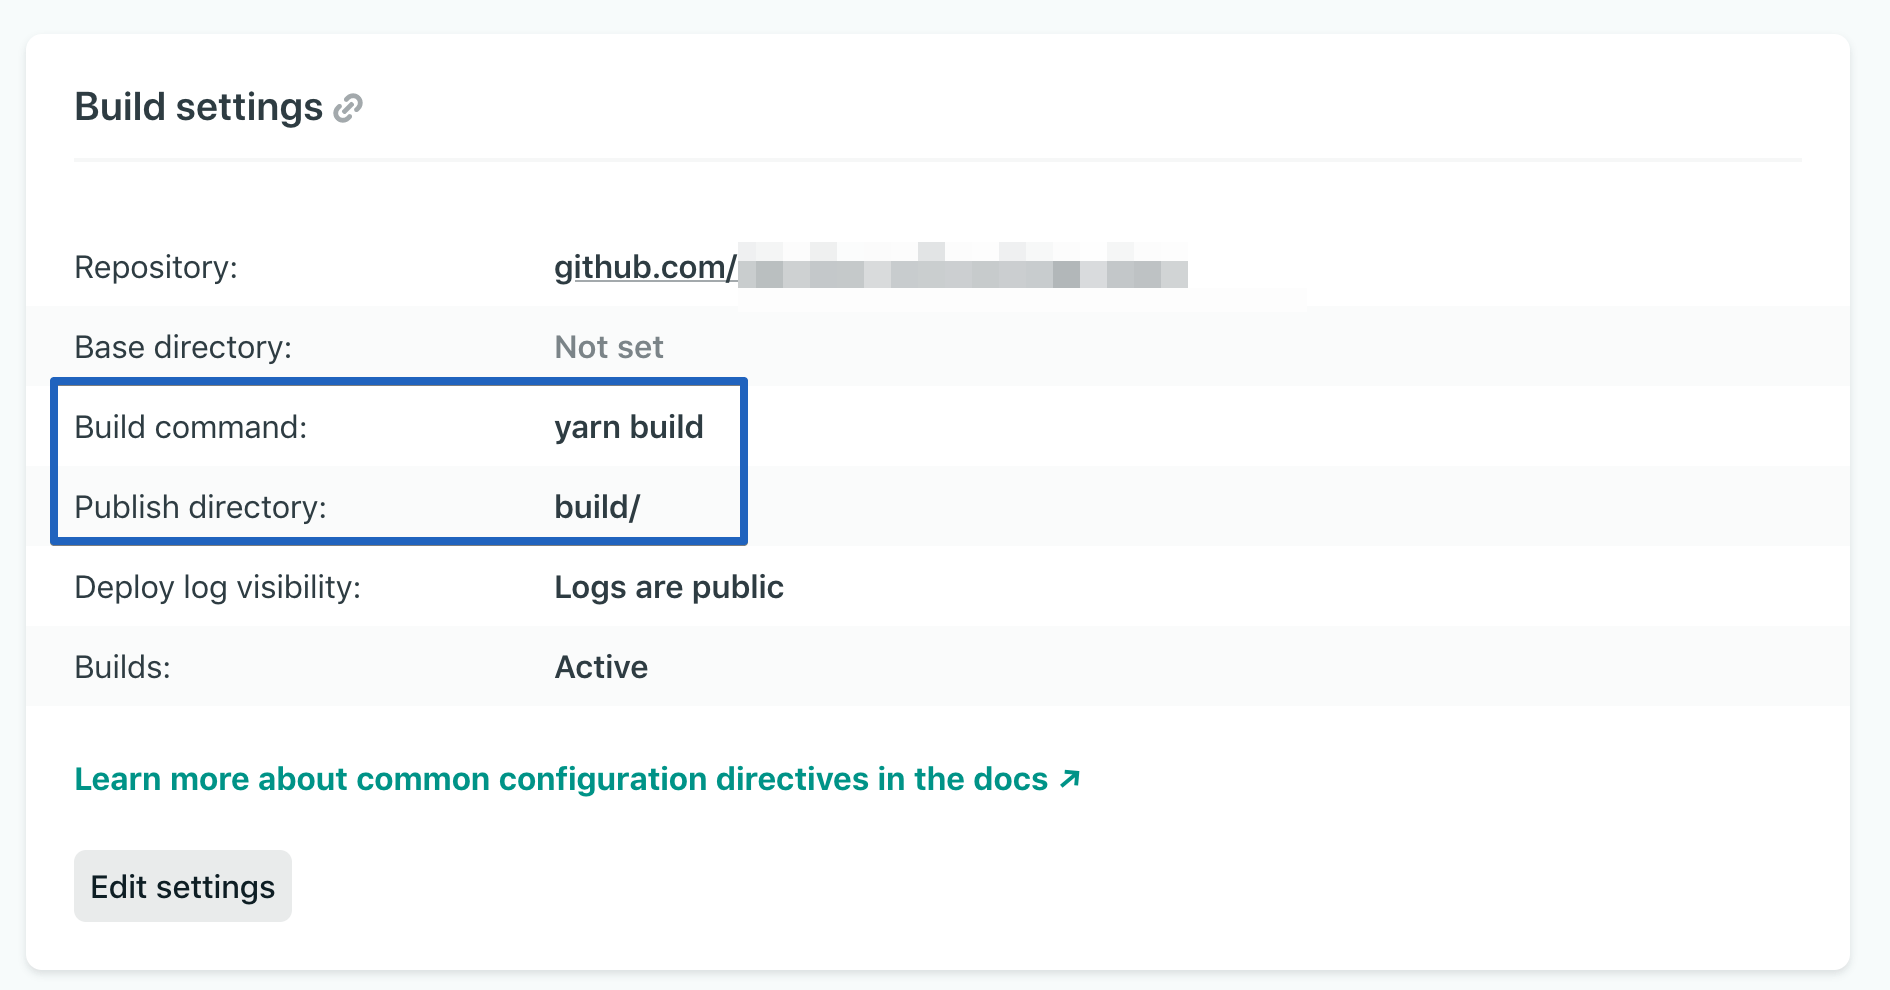 Build settings
Repository: github.com/
Base directory: Not set
Build command: yarn build
Publish directory: build/
Deploy log visibility: Logs are public
Builds: Active
Learn more about common configuration directives in the docs ↗
Edit settings